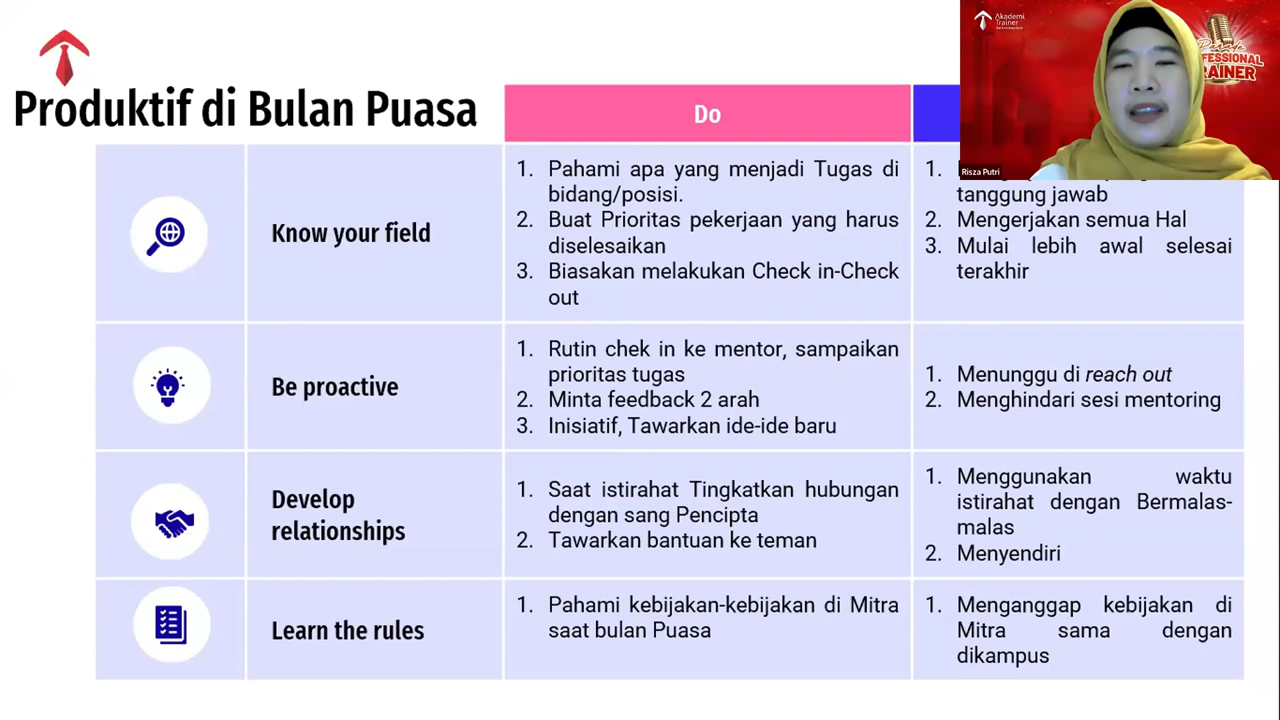 Produktif di Bulan Puasa
Do
Akademi
Trainer
PROFESSIONAL
TRAINER
Risza Putri
Know your field
1. Pahami apa yang menjadi Tugas di
bidang/posisi.
2. Buat Prioritas pekerjaan yang harus
diselesaikan
3. Biasakan melakukan Check in-Check
out
1.
tanggung jawab
2. Mengerjakan semua Hal
3. Mulai lebih awal selesai
terakhir
Be proactive
1. Rutin chek in ke mentor, sampaikan
prioritas tugas
2. Minta feedback 2 arah
3. Inisiatif, Tawarkan ide-ide baru
1. Menunggu di reach out
2. Menghindari sesi mentoring
Develop
relationships
1. Saat istirahat Tingkatkan hubungan
dengan sang Pencipta
2. Tawarkan bantuan ke teman
1. Menggunakan waktu
istirahat dengan Bermalas-
malas
2. Menyendiri
Learn the rules
1. Pahami kebijakan-kebijakan di Mitra
saat bulan Puasa
1. Menganggap kebijakan di
Mitra sama dengan
dikampus